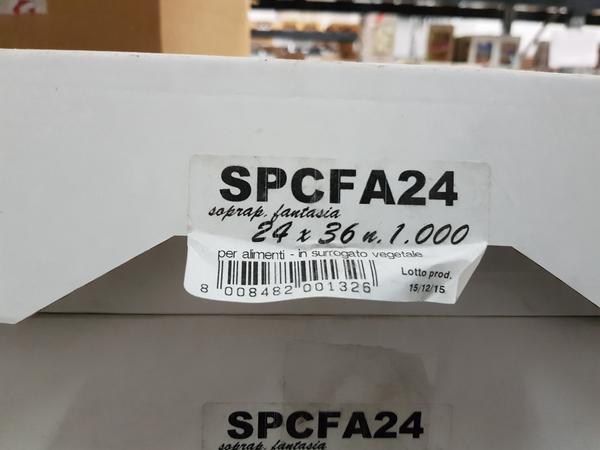 SPCFA24
soprap. fantasia
24 x 36 n. 1.000
per alimenti - in surrogato vegetale
Lotto prod.
15/12/15
8 008482 001326
SPCFA24
soprap. fantasia